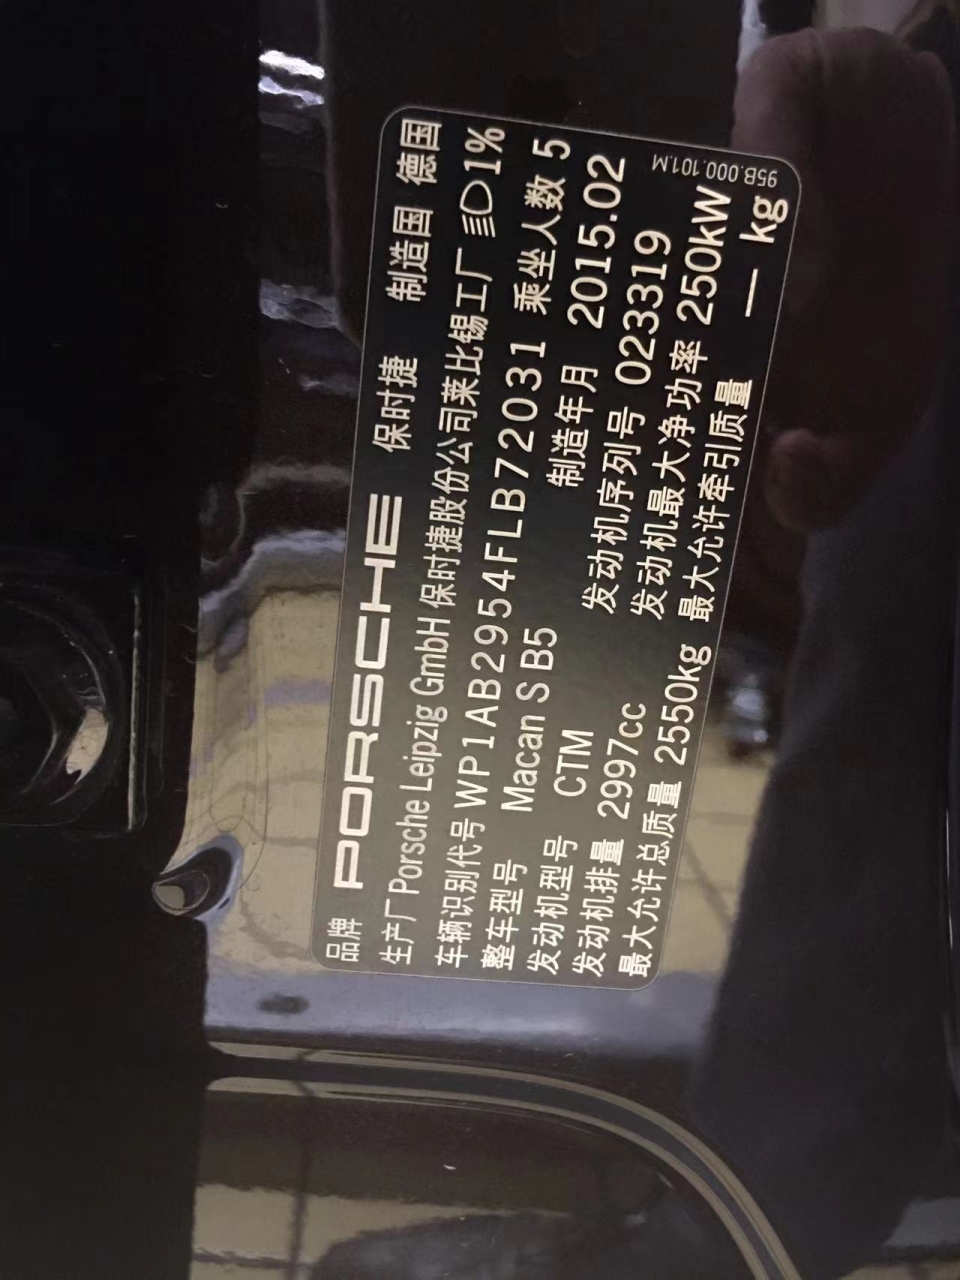 品牌 PORSCHE 保时捷 制造国 德国
生产厂 Porsche Leipzig GmbH 保时捷股份公司莱比锡工厂 1%
车辆识别代号 WP1AB2954FLB72031 乘坐人数 5
整车型号 Macan S B5 制造年月 2015.02
发动机型号 CTM 发动机序列号 023319
发动机排量 2997cc 发动机最大净功率 250kW
最大允许总质量 2550kg 最大允许牵引质量 — kg
95B.000.101.M